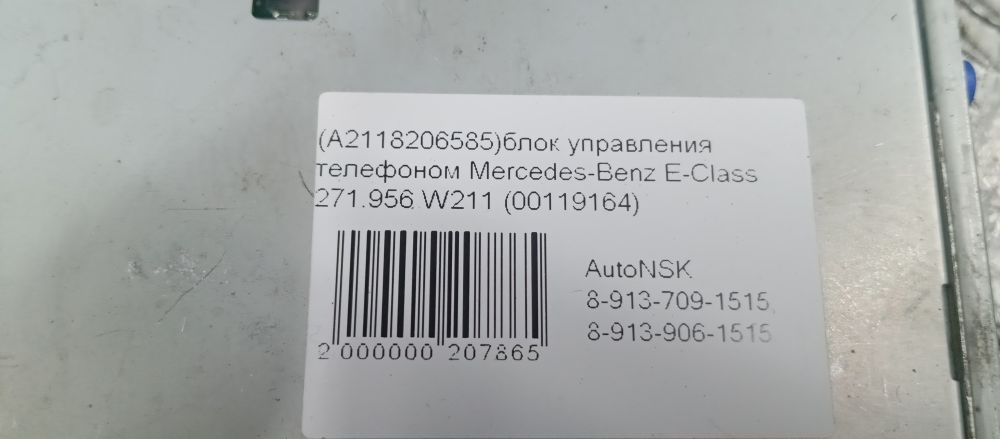 (A2118206585)блок управления
телефоном Mercedes-Benz E-Class
271.956 W211 (00119164)
AutoNSK
8-913-709-1515,
8-913-906-1515
2 000000 207865